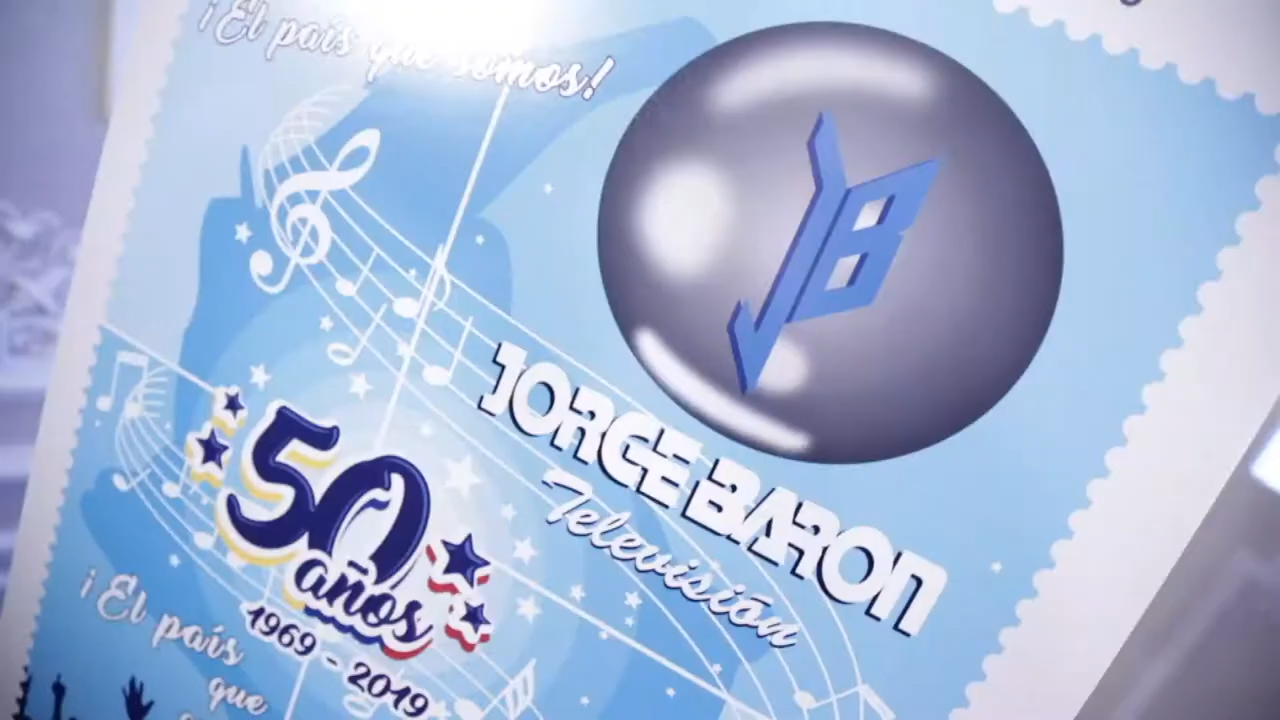 ¡El país que somos!
JB
JORGE BARON
Televisión
50
años
1969 - 2019
¡El país
que